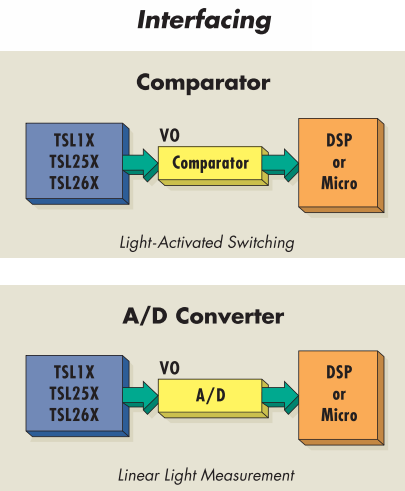 Interfacing
Comparator
TSL1X
TSL25X
TSL26X
VO
Comparator
DSP
or
Micro
Light-Activated Switching
A/D Converter
TSL1X
TSL25X
TSL26X
VO
A/D
DSP
or
Micro
Linear Light Measurement